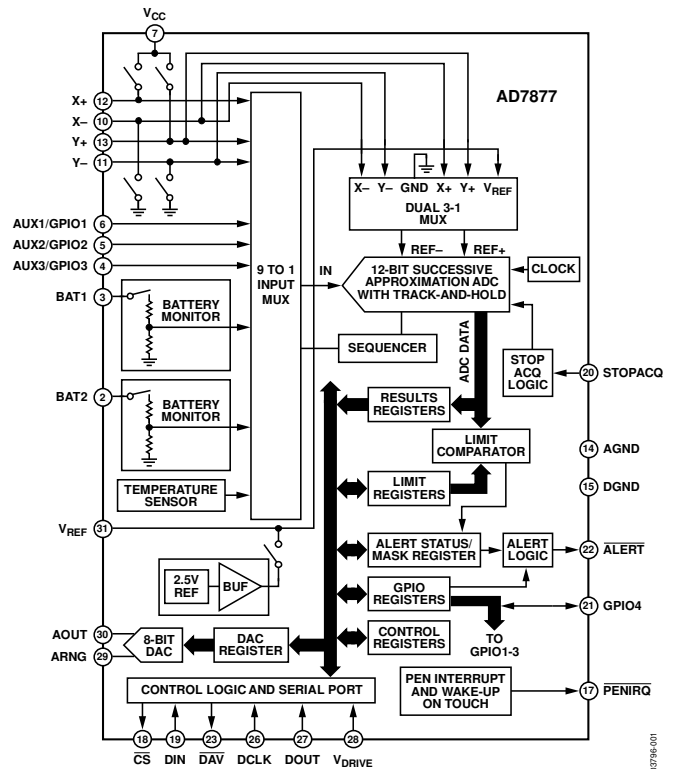 VCC
7
AD7877
X+ 12
X– 10
Y+ 13
Y– 11
X– Y– GND X+ Y+ VREF
DUAL 3-1
MUX
REF– REF+
AUX1/GPIO1 6
AUX2/GPIO2 5
AUX3/GPIO3 4
9 TO 1
INPUT
MUX
IN
12-BIT SUCCESSIVE
APPROXIMATION ADC
WITH TRACK-AND-HOLD
CLOCK
BAT1 3
BATTERY
MONITOR
SEQUENCER
ADC DATA
STOP
ACQ
LOGIC
20 STOPACQ
BAT2 2
BATTERY
MONITOR
RESULTS
REGISTERS
LIMIT
COMPARATOR
14 AGND
TEMPERATURE
SENSOR
LIMIT
REGISTERS
15 DGND
VREF 31
ALERT STATUS/
MASK REGISTER
ALERT
LOGIC
22 ALERT
2.5V
REF
BUF
GPIO
REGISTERS
21 GPIO4
TO
GPIO1-3
AOUT 30
ARNG 29
8-BIT
DAC
DAC
REGISTER
CONTROL
REGISTERS
CONTROL LOGIC AND SERIAL PORT
PEN INTERRUPT
AND WAKE-UP
ON TOUCH
17 PENIRQ
18 19 23 26 27 28
CS DIN DAV DCLK DOUT VDRIVE
03796-001